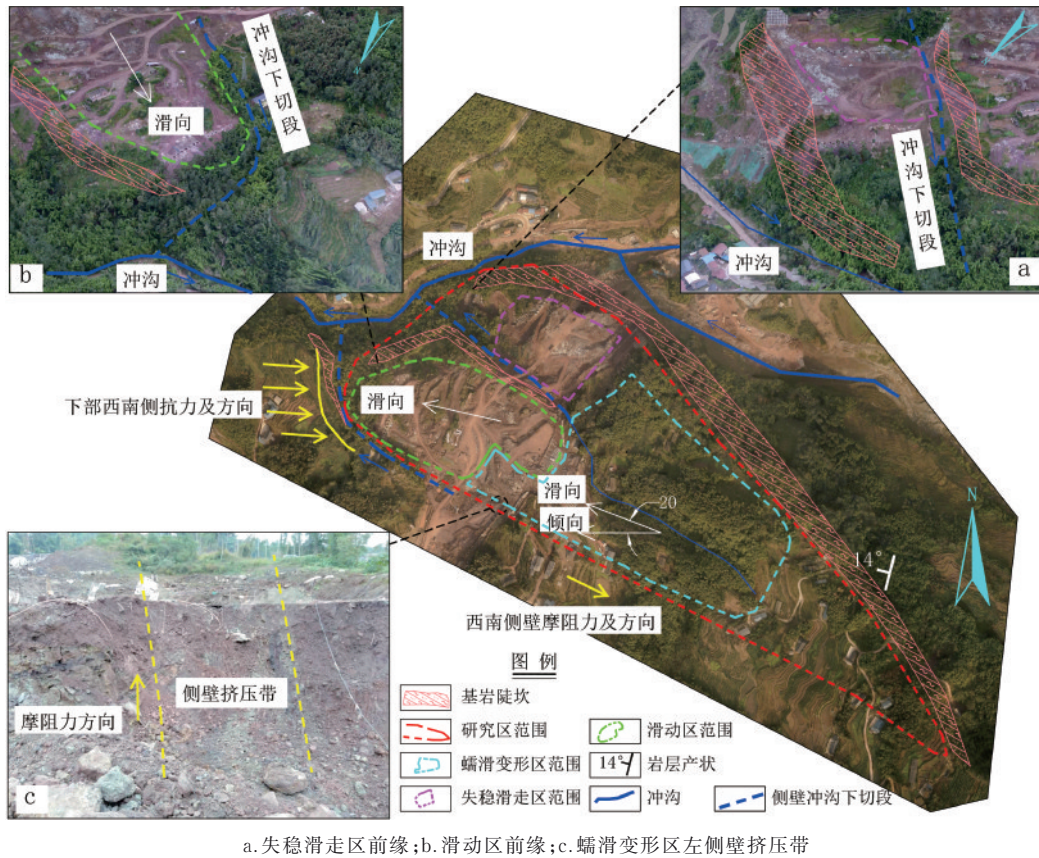 滑向
冲沟下切段
冲沟
b
冲沟下切段
冲沟
a
冲沟
下部西南侧抗力及方向
滑向
滑向
20
倾向
N
14°
西南侧壁摩阻力及方向
侧壁挤压带
摩阻力方向
c
图例
基岩陡坎
研究区范围
滑动区范围
蠕滑变形区范围
14° 岩层产状
失稳滑走区范围
冲沟
侧壁冲沟下切段
a.失稳滑走区前缘;b.滑动区前缘;c.蠕滑变形区左侧壁挤压带